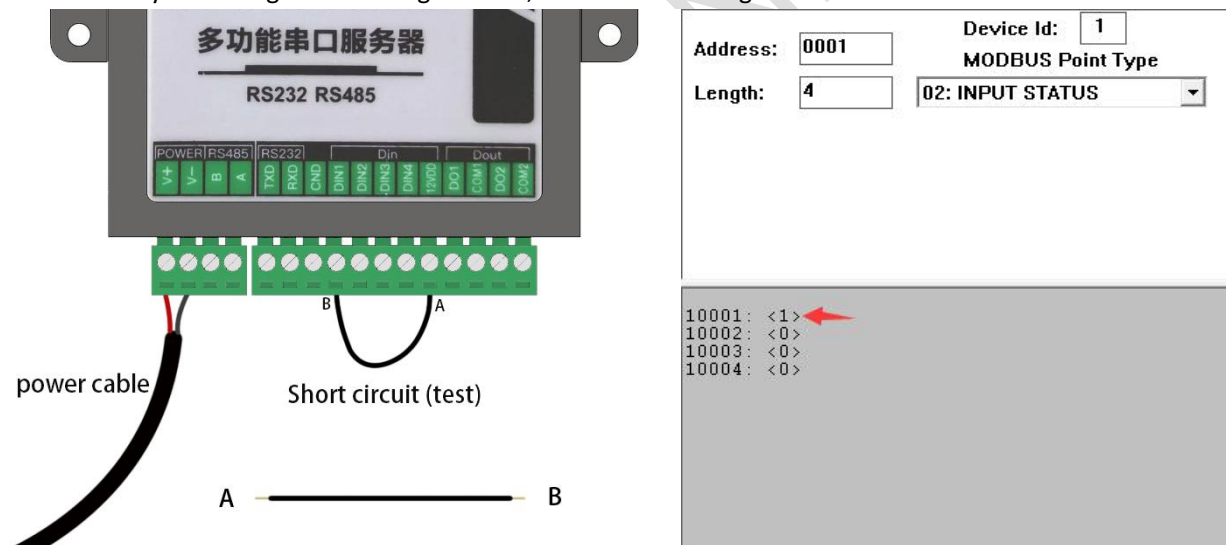 多功能串口服务器
RS232 RS485
POWER RS485 RS232 Din Dout
V+ V- B A TXD RXD GND DIN1 DIN2 DIN3 DIN4 12VDD DO1 COM1 DO2 COM2
B A
power cable
Short circuit (test)
A B
Address: 0001
Device Id: 1
MODBUS Point Type
Length: 4
02: INPUT STATUS
10001: <1>
10002: <0>
10003: <0>
10004: <0>